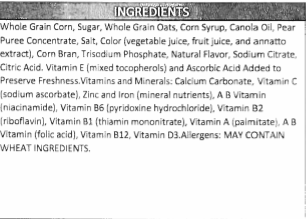 INGREDIENTS
Whole Grain Corn, Sugar, Whole Grain Oats, Corn Syrup, Canola Oil, Pear
Puree Concentrate, Salt, Color (vegetable juice, fruit juice, and annatto
extract), Corn Bran, Trisodium Phosphate, Natural Flavor, Sodium Citrate,
Citric Acid. Vitamin E (mixed tocopherols) and Ascorbic Acid Added to
Preserve Freshness.Vitamins and Minerals: Calcium Carbonate, Vitamin C
(sodium ascorbate), Zinc and Iron (mineral nutrients), A B Vitamin
(niacinamide), Vitamin B6 (pyridoxine hydrochloride), Vitamin B2
(riboflavin), Vitamin B1 (thiamin mononitrate), Vitamin A (palmitate), A B
Vitamin (folic acid), Vitamin B12, Vitamin D3.Allergens: MAY CONTAIN
WHEAT INGREDIENTS.